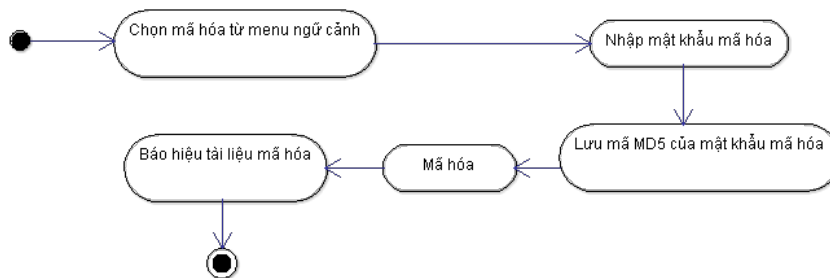 Chọn mã hóa từ menu ngữ cảnh
Nhập mật khẩu mã hóa
Lưu mã MD5 của mật khẩu mã hóa
Mã hóa
Báo hiệu tài liệu mã hóa